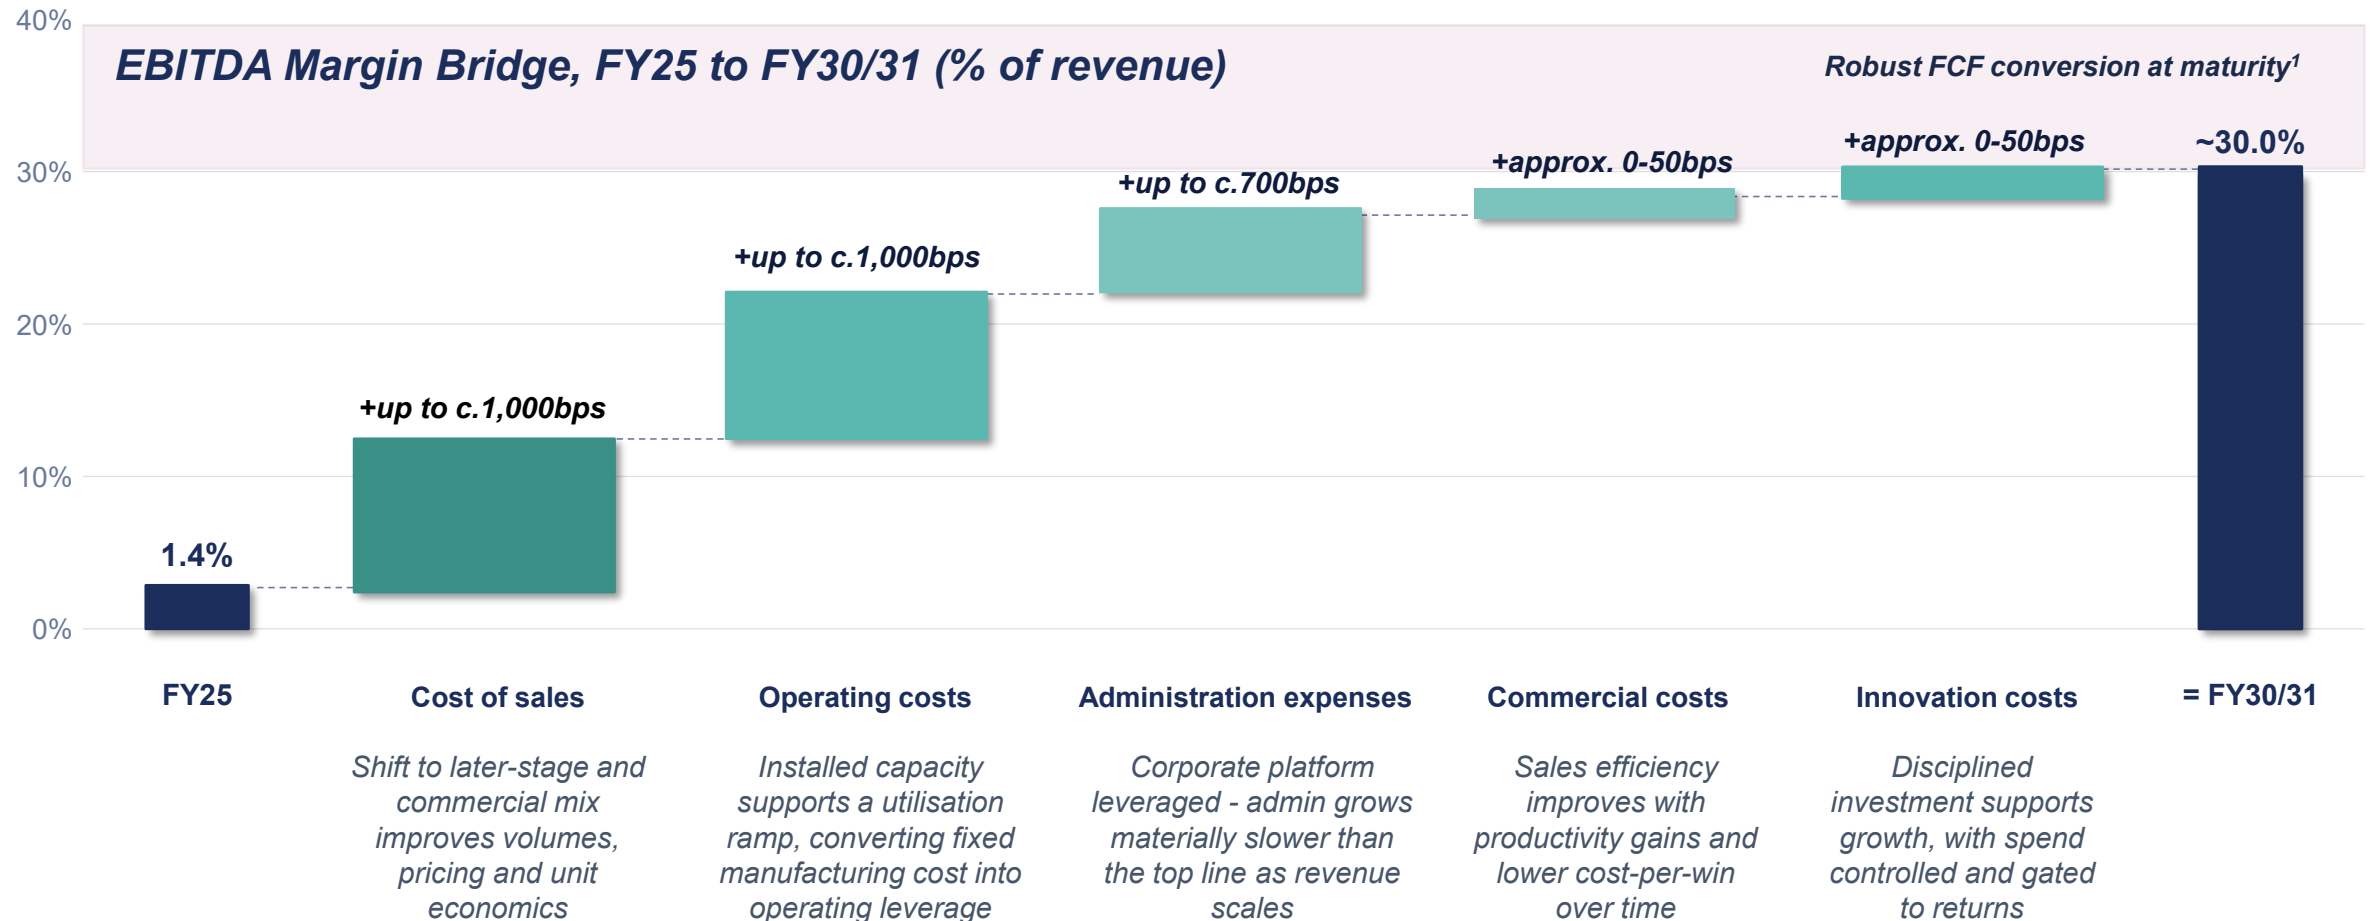 40%
EBITDA Margin Bridge, FY25 to FY30/31 (% of revenue)
Robust FCF conversion at maturity¹
30%
20%
10%
0%
1.4%
+up to c.1,000bps
+up to c.1,000bps
+up to c.700bps
+approx. 0-50bps
+approx. 0-50bps
~30.0%
FY25
Cost of sales
Operating costs
Administration expenses
Commercial costs
Innovation costs
= FY30/31
Shift to later-stage and
commercial mix
improves volumes,
pricing and unit
economics
Installed capacity
supports a utilisation
ramp, converting fixed
manufacturing cost into
operating leverage
Corporate platform
leveraged - admin grows
materially slower than
the top line as revenue
scales
Sales efficiency
improves with
productivity gains and
lower cost-per-win
over time
Disciplined
investment supports
growth, with spend
controlled and gated
to returns